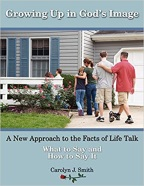 Growing Up in God's Image
A New Approach to the Facts of Life Talk
What to Say and
How to Say It
Carolyn J. Smith